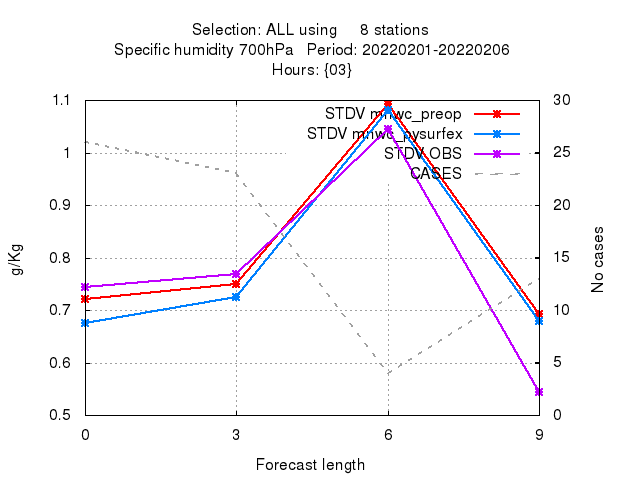 Selection: ALL using 8 stations
Specific humidity 700hPa Period: 20220201-20220206
Hours: {03}
g/Kg
1.1
1
0.9
0.8
0.7
0.6
0.5
0 3 6 9
Forecast length
30
25
20
15
10
5
0
No cases
STDV mnwc_preop
STDV mnwc_pysurfex
STDV OBS
CASES